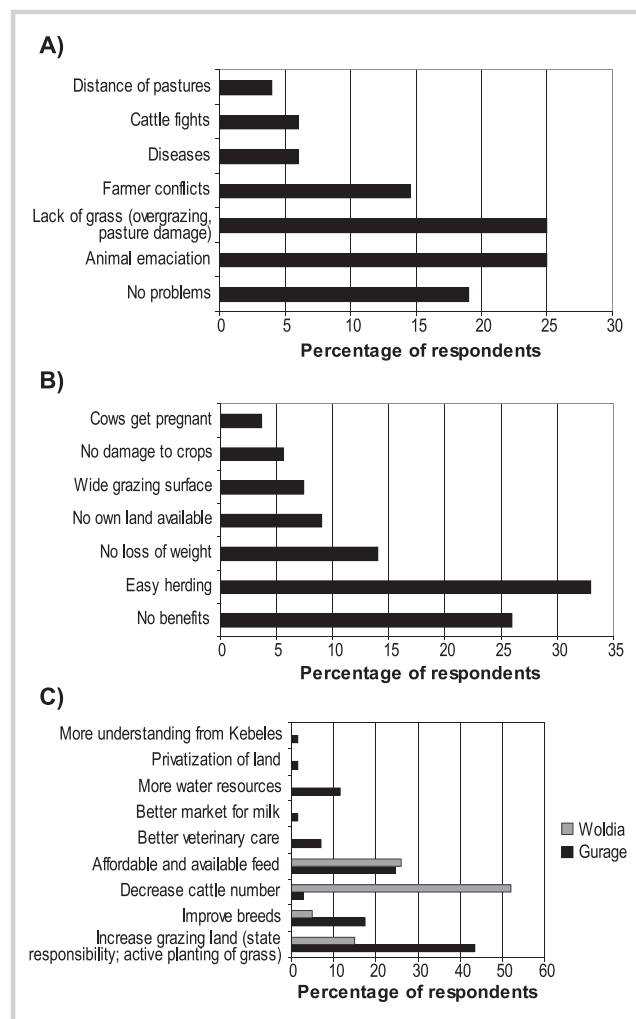 A)
Distance of pastures
Cattle fights
Diseases
Farmer conflicts
Lack of grass (overgrazing,
pasture damage)
Animal emaciation
No problems
0 5 10 15 20 25 30
Percentage of respondents
B)
Cows get pregnant
No damage to crops
Wide grazing surface
No own land available
No loss of weight
Easy herding
No benefits
0 5 10 15 20 25 30 35
Percentage of respondents
C)
More understanding from Kebeles
Privatization of land
More water resources
Better market for milk
Better veterinary care
Affordable and available feed
Decrease cattle number
Improve breeds
Increase grazing land (state
responsibility; active planting of grass)
0 10 20 30 40 50 60
Percentage of respondents
Woldia
Gurage